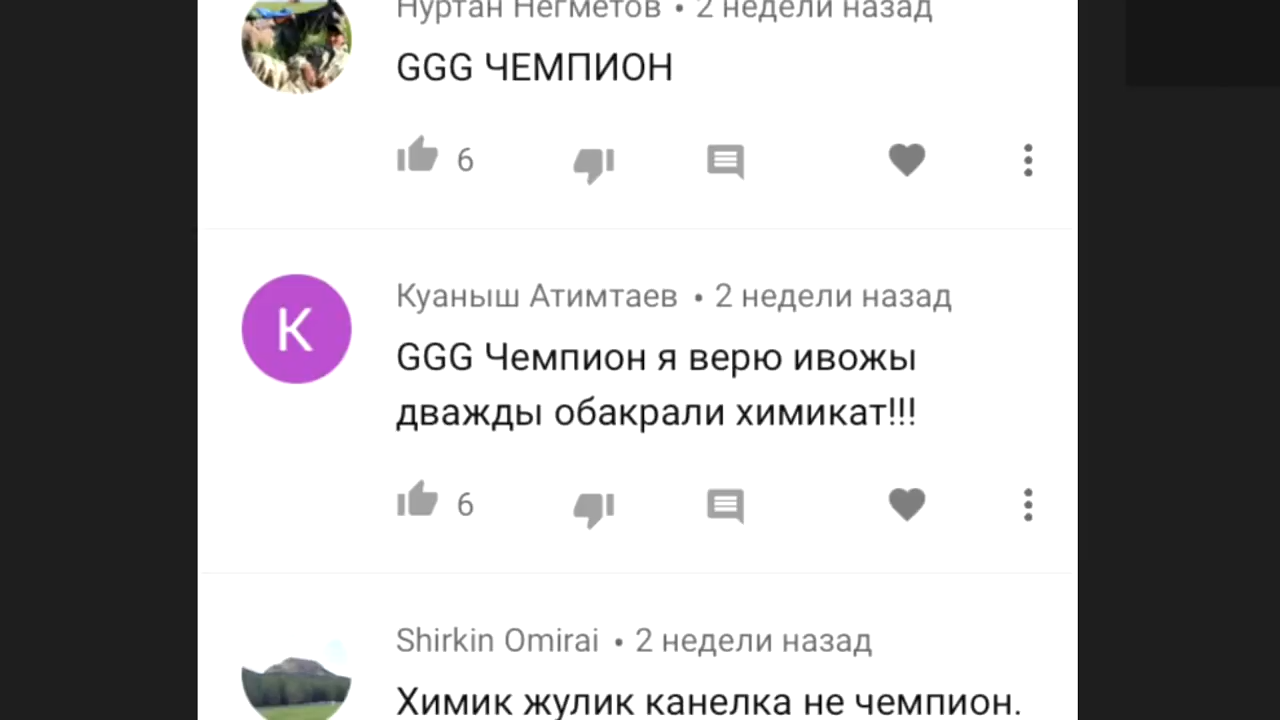 Нуртан Негметов • 2 недели назад
GGG ЧЕМПИОН
6
K
Куаныш Атимтаев • 2 недели назад
GGG Чемпион я верю ивожы
дважды обакрали химикат!!!
6
Shirkin Omirai • 2 недели назад
Химик жулик канелка не чемпион.